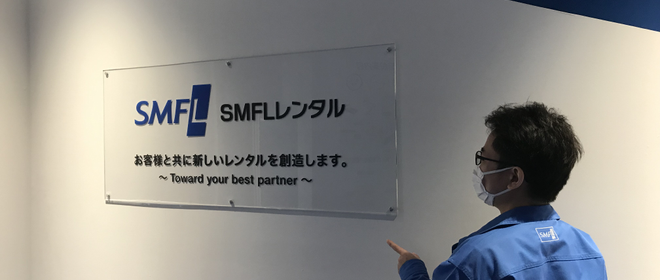 SMFL SMFLレンタル
お客様と共に新しいレンタルを創造します。
～ Toward your best partner ～
SMFL